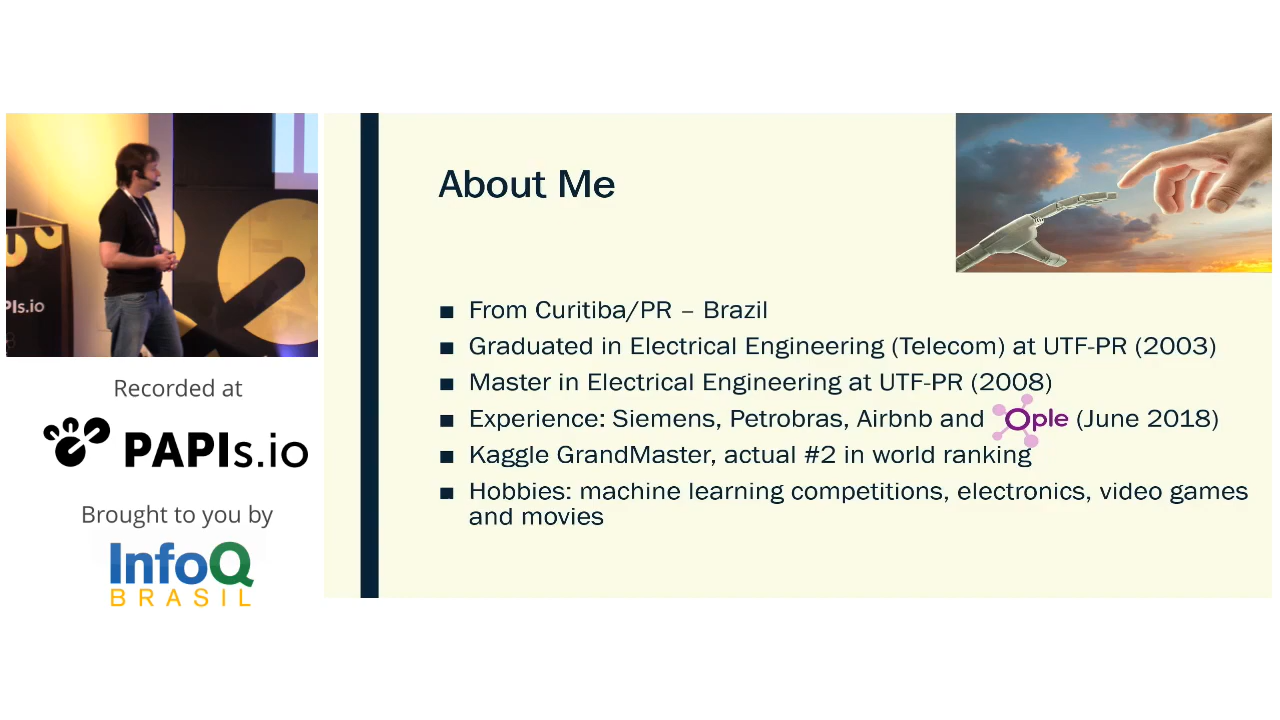 PIs.io
Recorded at
PAPIs.io
Brought to you by
InfoQ
BRASIL
About Me
■ From Curitiba/PR – Brazil
■ Graduated in Electrical Engineering (Telecom) at UTF-PR (2003)
■ Master in Electrical Engineering at UTF-PR (2008)
■ Experience: Siemens, Petrobras, Airbnb and Ople (June 2018)
■ Kaggle GrandMaster, actual #2 in world ranking
■ Hobbies: machine learning competitions, electronics, video games
and movies